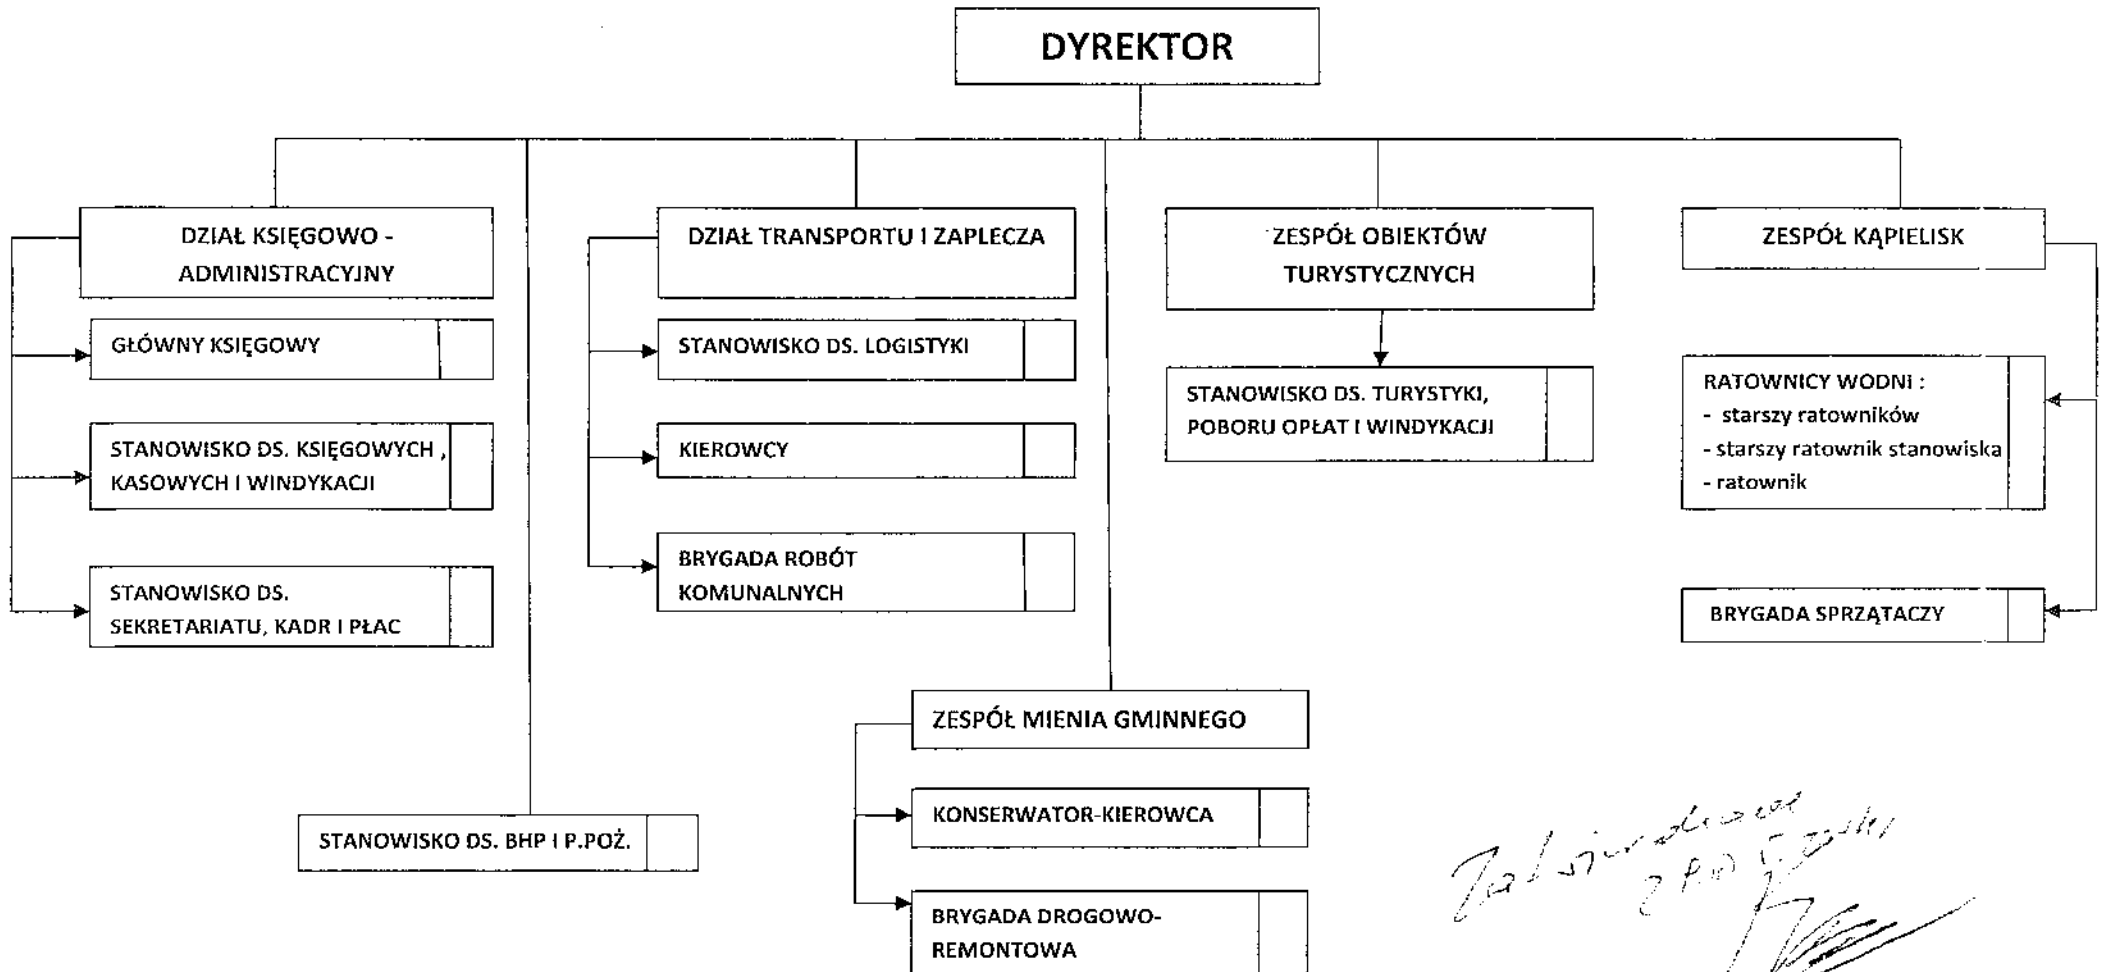 DYREKTOR
DZIAŁ KSIĘGOWO -
ADMINISTRACYJNY
GŁÓWNY KSIĘGOWY
STANOWISKO DS. KSIĘGOWYCH ,
KASOWYCH I WINDYKACJI
STANOWISKO DS.
SEKRETARIATU, KADR I PŁAC
STANOWISKO DS. BHP I P.POŻ.
DZIAŁ TRANSPORTU I ZAPLECZA
STANOWISKO DS. LOGISTYKI
KIEROWCY
BRYGADA ROBÓT
KOMUNALNYCH
ZESPÓŁ MIENIA GMINNEGO
KONSERWATOR-KIEROWCA
BRYGADA DROGOWO-
REMONTOWA
ZESPÓŁ OBIEKTÓW
TURYSTYCZNYCH
STANOWISKO DS. TURYSTYKI,
POBORU OPŁAT I WINDYKACJI
ZESPÓŁ KĄPIELISK
RATOWNICY WODNI :
- starszy ratowników
- starszy ratownik stanowiska
- ratownik
BRYGADA SPRZĄTACZY